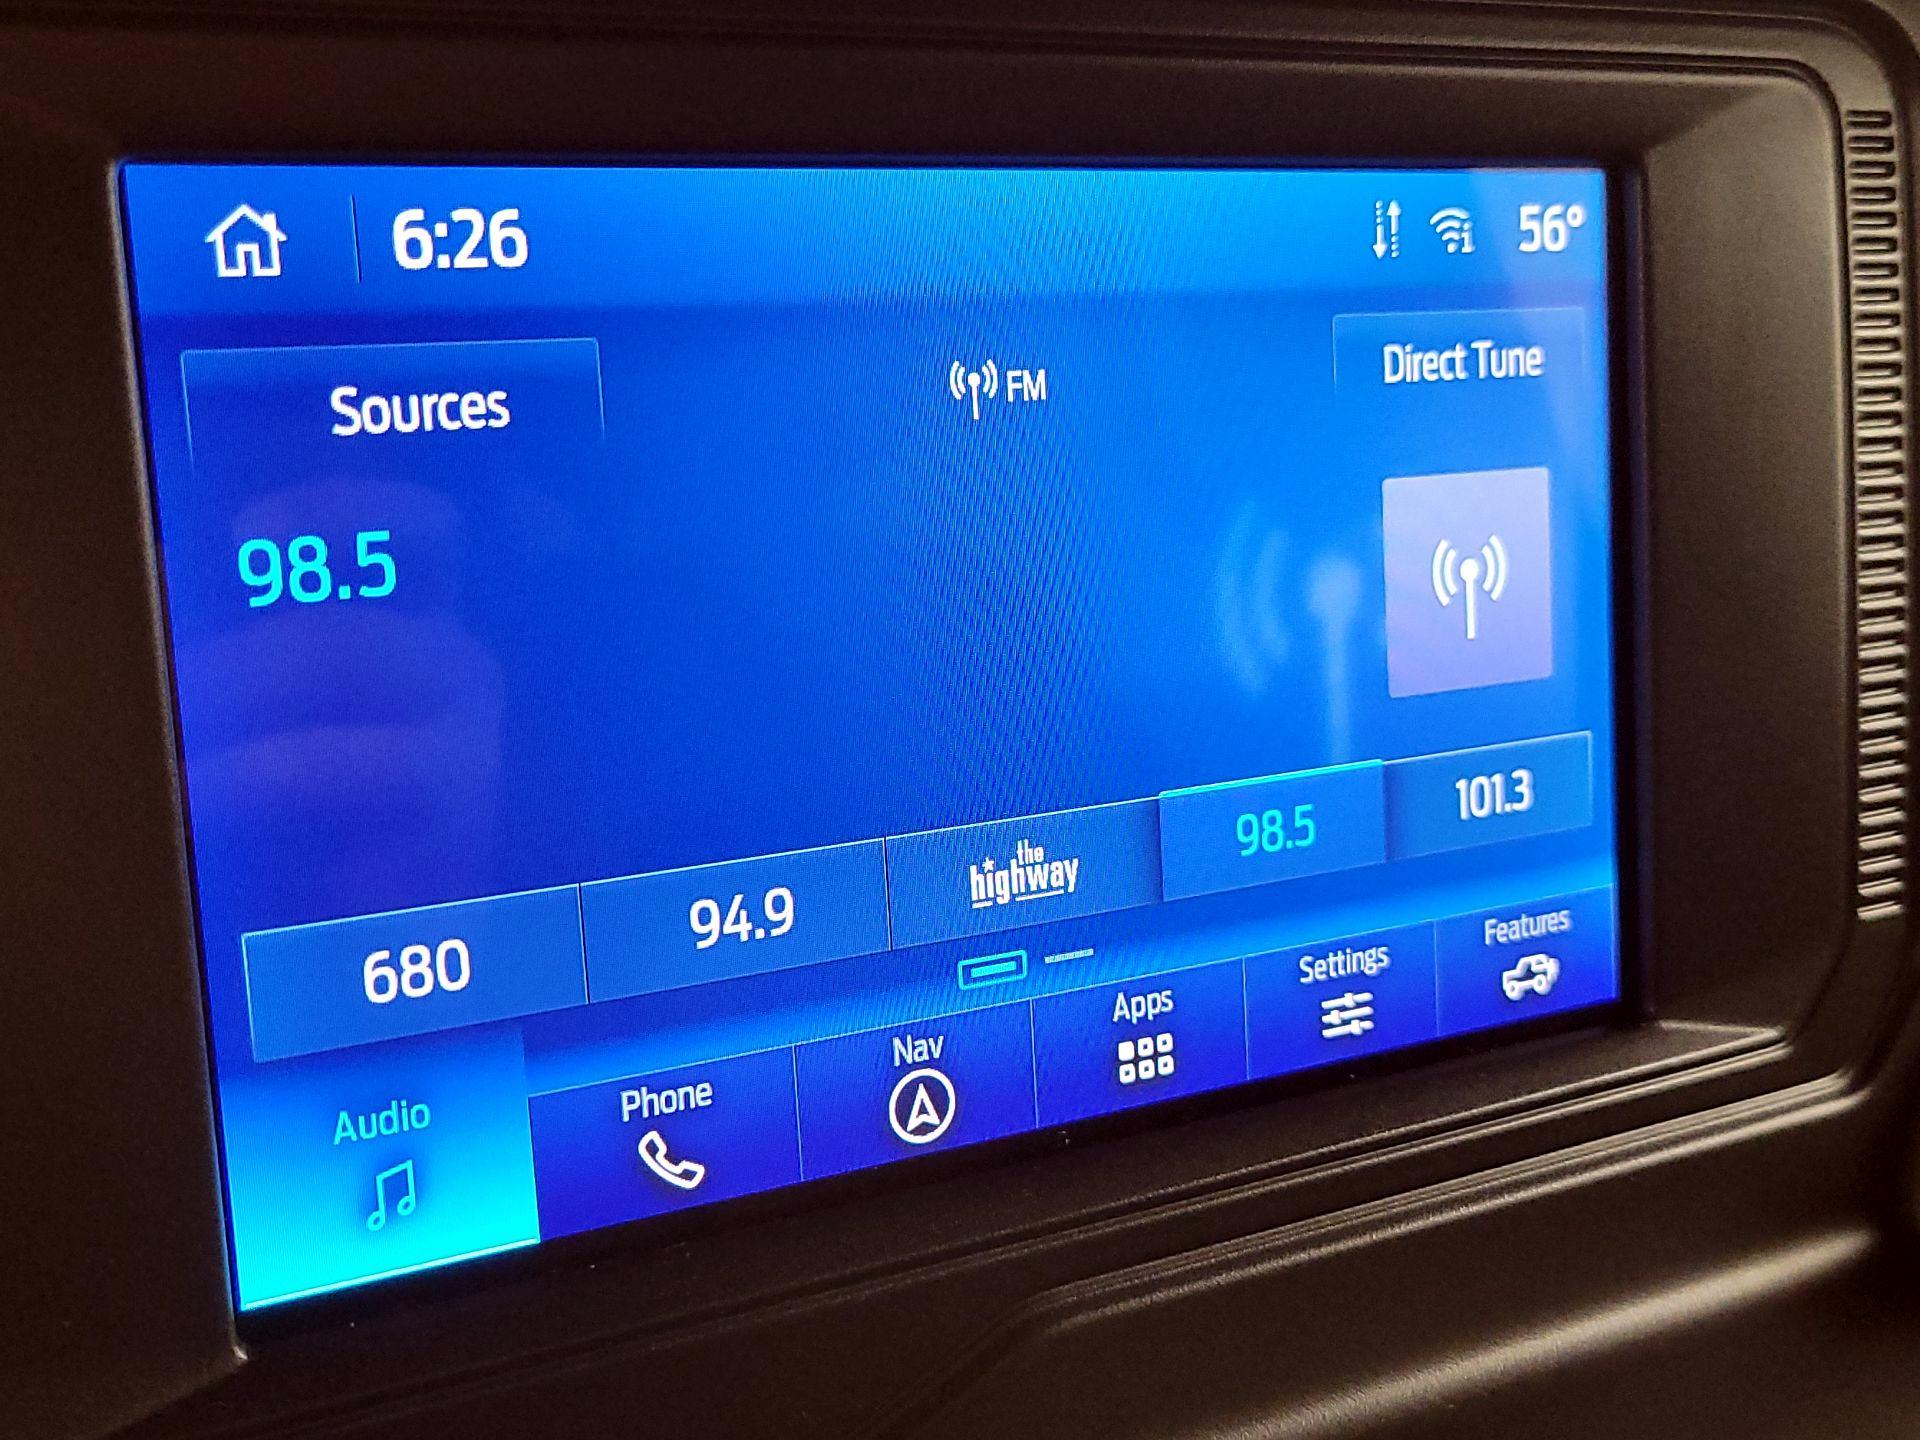 6:26
56°
Sources
FM
Direct Tune
98.5
680
94.9
the
highway
98.5
101.3
Audio
Phone
Nav
Apps
Settings
Features